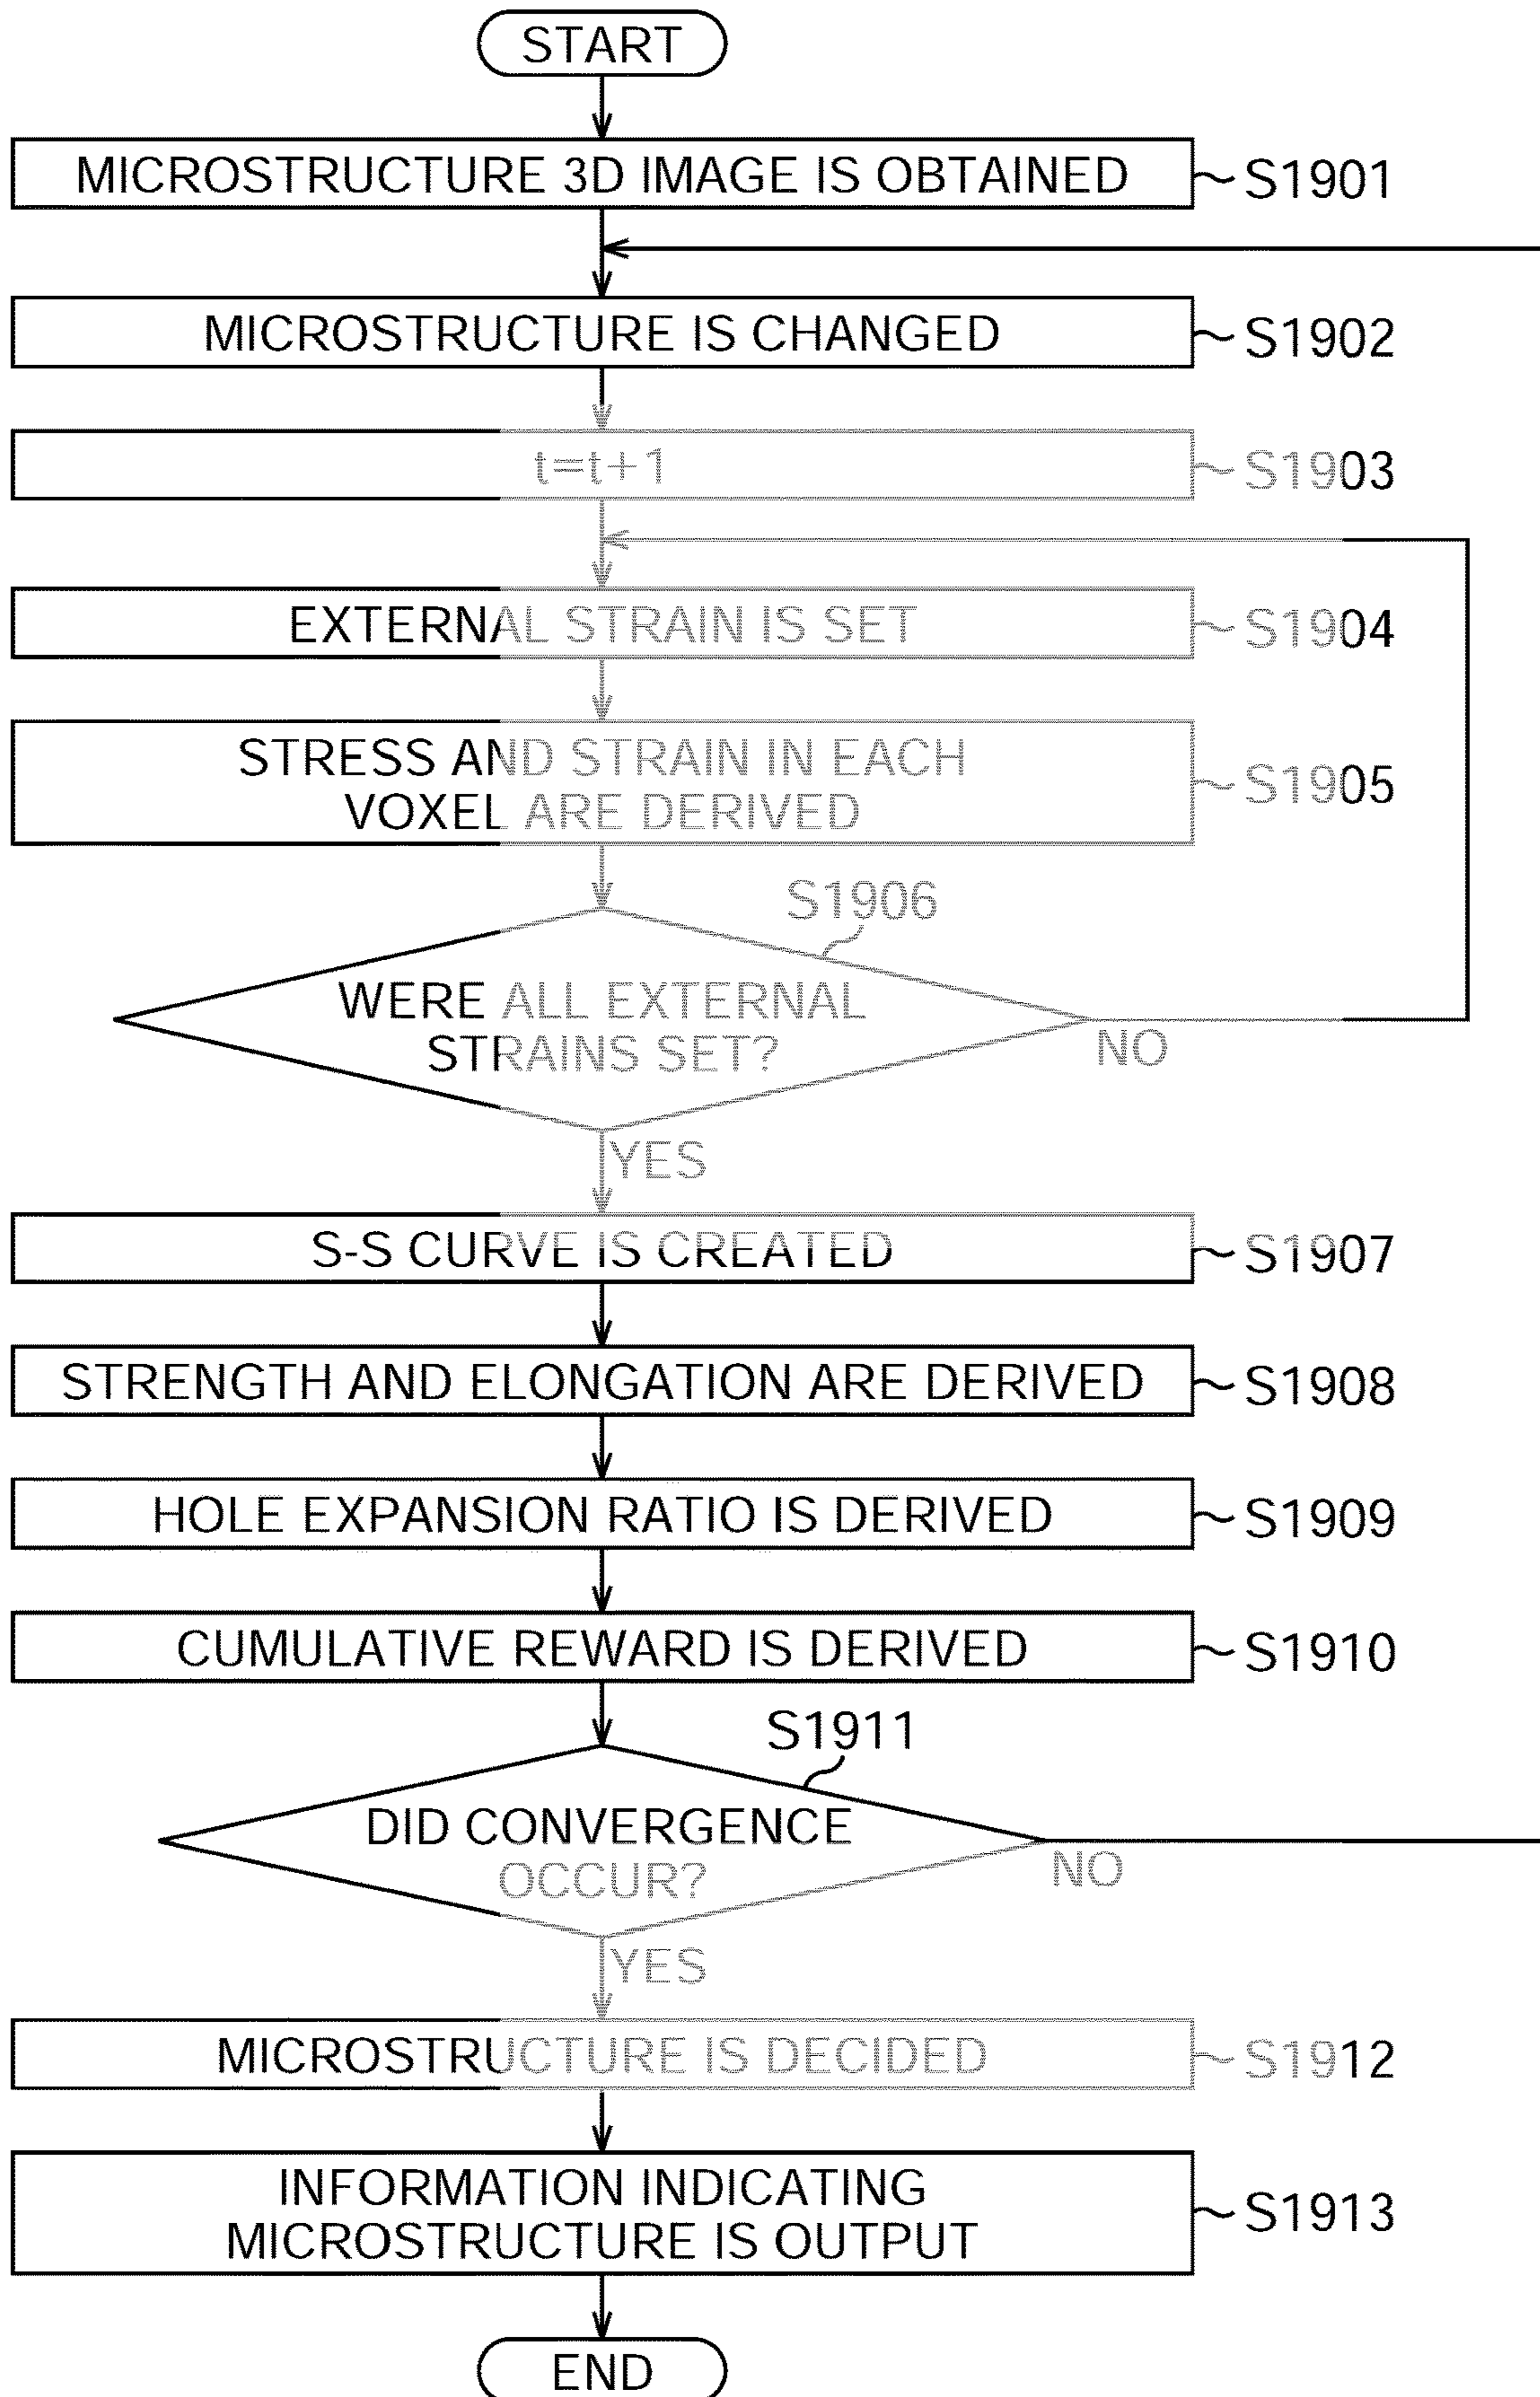 START
MICROSTRUCTURE 3D IMAGE IS OBTAINED
S1901
MICROSTRUCTURE IS CHANGED
S1902
t=t+1
S1903
EXTERNAL STRAIN IS SET
S1904
STRESS AND STRAIN IN EACH
VOXEL ARE DERIVED
S1905
S1906
WERE ALL EXTERNAL
STRAINS SET?
NO
YES
S-S CURVE IS CREATED
S1907
STRENGTH AND ELONGATION ARE DERIVED
S1908
HOLE EXPANSION RATIO IS DERIVED
S1909
CUMULATIVE REWARD IS DERIVED
S1910
S1911
DID CONVERGENCE
OCCUR?
NO
YES
MICROSTRUCTURE IS DECIDED
S1912
INFORMATION INDICATING
MICROSTRUCTURE IS OUTPUT
S1913
END